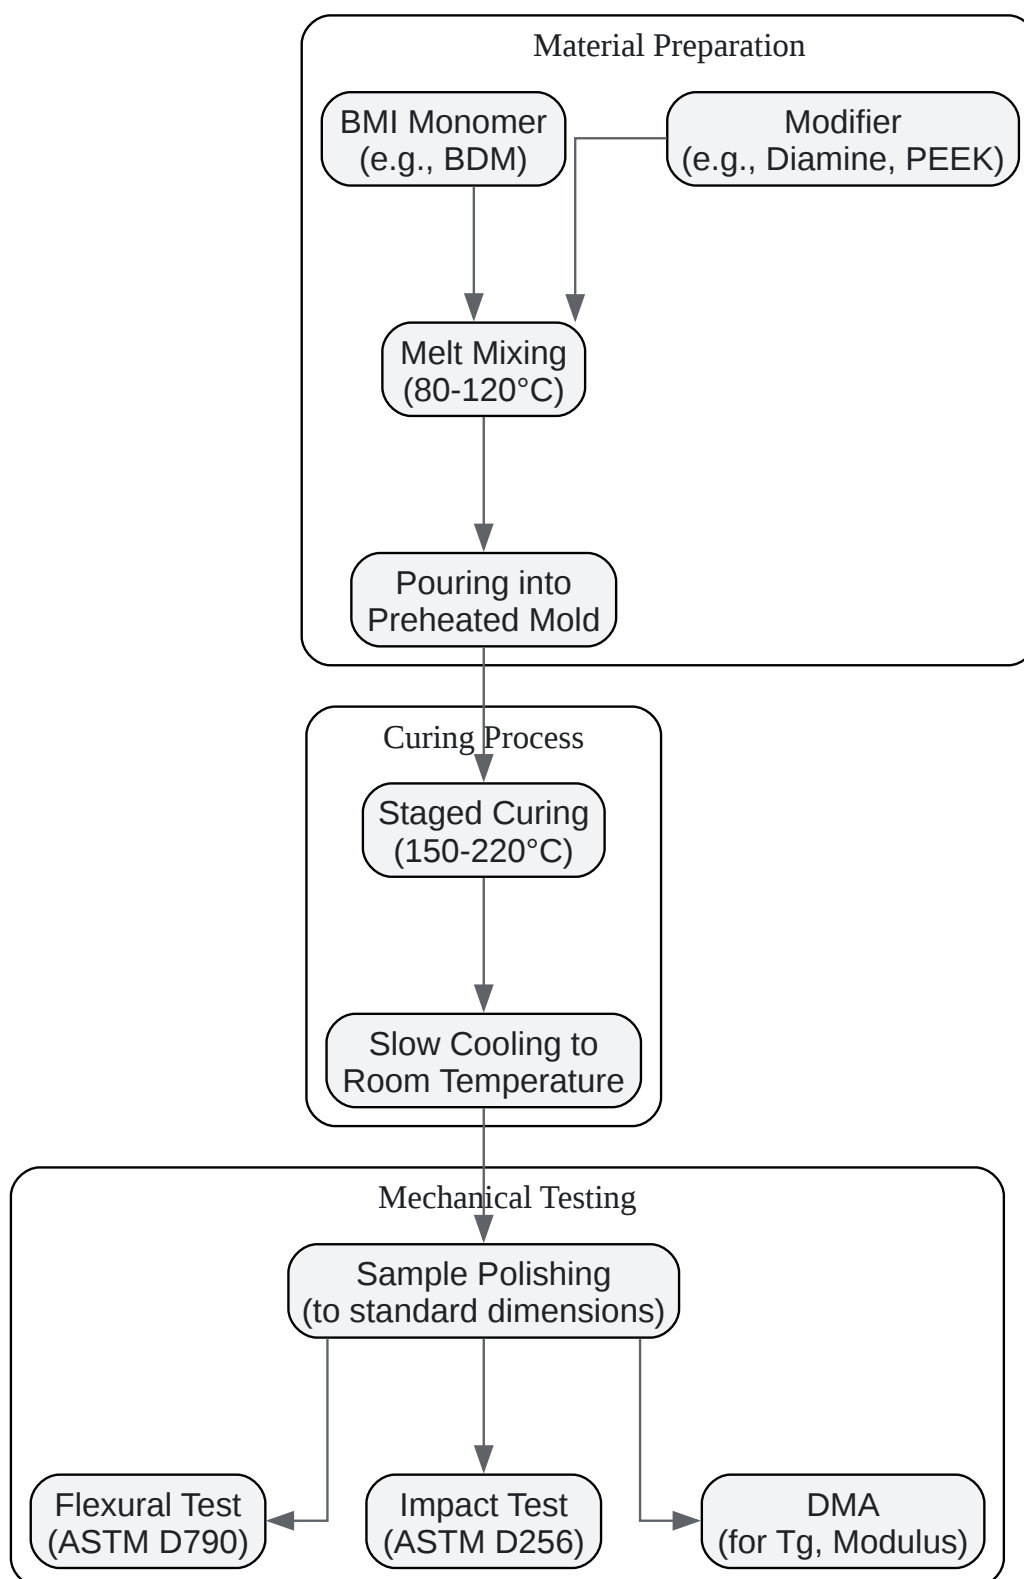 Material Preparation
BMI Monomer
(e.g., BDM)
Modifier
(e.g., Diamine, PEEK)
Melt Mixing
(80-120°C)
Pouring into
Preheated Mold
Curing Process
Staged Curing
(150-220°C)
Slow Cooling to
Room Temperature
Mechanical Testing
Sample Polishing
(to standard dimensions)
Flexural Test
(ASTM D790)
Impact Test
(ASTM D256)
DMA
(for Tg, Modulus)